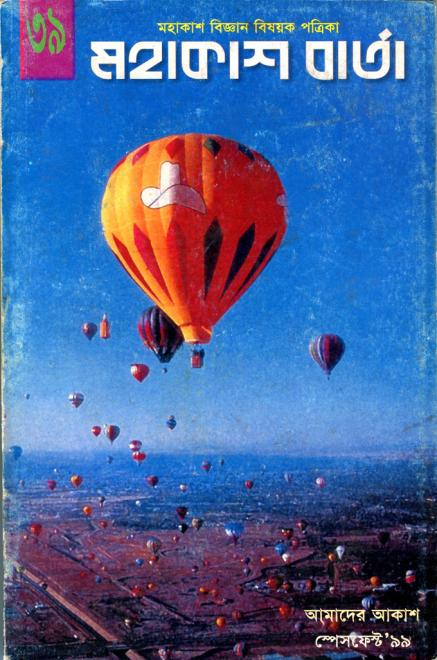 ৩৯
মহাকাশ বিজ্ঞান বিষয়ক পত্রিকা
মহাকাশ বার্তা
আমাদের আকাশ
স্পেসফেস্ট'৯৯